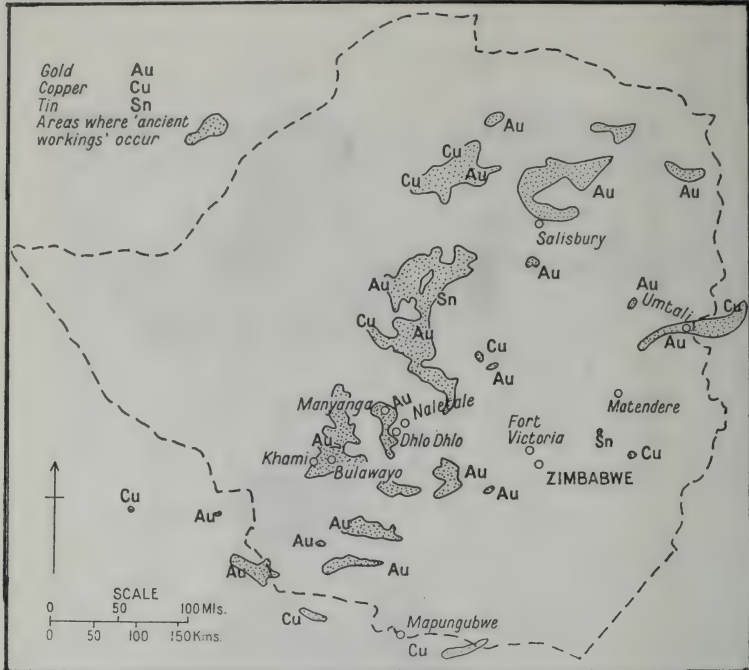 Gold Au
Copper Cu
Tin Sn
Areas where 'ancient
workings' occur
Au
Cu
Cu
Au
Au
Au
Salisbury
Au
Au
Sn
Au
Umtali
Cu
Au
Cu
Au
Cu
Au
Manyanga
Au
Naletale
Matendere
Dhlo Dhlo
Fort
Victoria
Sn
Au
Khami
Bulawayo
Cu
ZIMBABWE
Au
Au
Cu
Au
Au
Au
Au
Au
SCALE
0 50 100 Mls.
0 50 100 150 Kms.
Cu
Mapungubwe
Cu